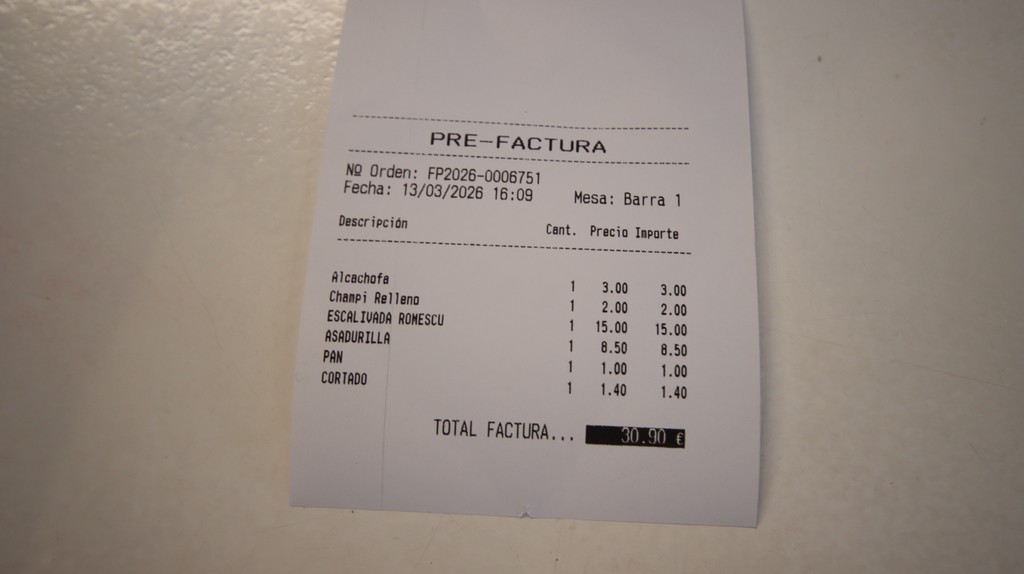 PRE-FACTURA
Nº Orden: FP2026-0006751
Fecha: 13/03/2026 16:09 Mesa: Barra 1
Descripción Cant. Precio Importe
Alcachofa 1 3.00 3.00
Champi Relleno 1 2.00 2.00
ESCALIVADA ROMESCU 1 15.00 15.00
ASADURILLA 1 8.50 8.50
PAN 1 1.00 1.00
CORTADO 1 1.40 1.40
TOTAL FACTURA... 30.90 €